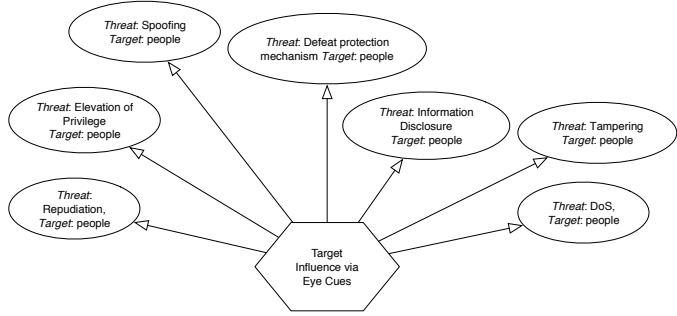 Threat: Spoofing
Target: people
Threat: Defeat protection
mechanism Target: people
Threat: Elevation of
Privilege
Target: people
Threat: Information
Disclosure
Target: people
Threat: Tampering
Target: people
Threat:
Repudiation,
Target: people
Threat: DoS,
Target: people
Target
Influence via
Eye Cues